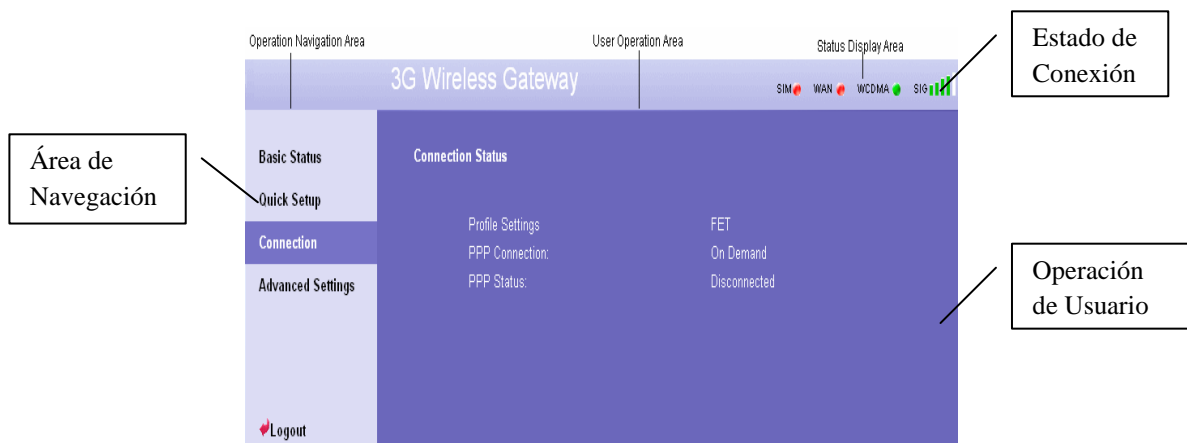 Operation Navigation Area
User Operation Area
Status Display Area
Estado de
Conexión
3G Wireless Gateway
SIM
WAN
WCDMA
SIG
Área de
Navegación
Basic Status
Quick Setup
Connection
Advanced Settings
Logout
Connection Status
Profile Settings FET
PPP Connection: On Demand
PPP Status: Disconnected
Operación
de Usuario